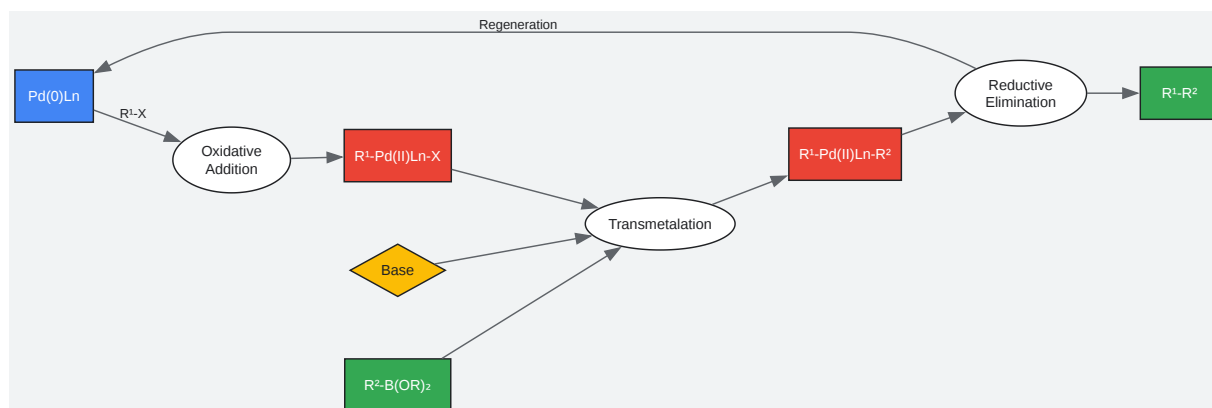 Regeneration
Pd(0)Ln
R¹-X
Oxidative
Addition
R¹-Pd(II)Ln-X
Base
R²-B(OR)₂
Transmetalation
R¹-Pd(II)Ln-R²
Reductive
Elimination
R¹-R²